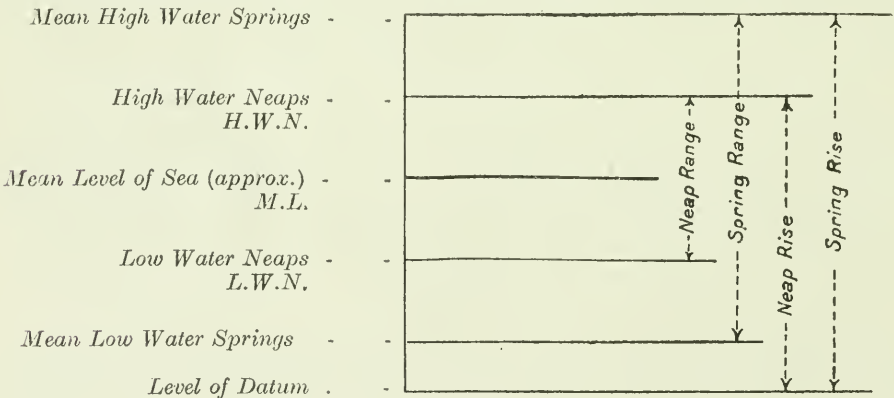 Mean High Water Springs - -
High Water Neaps - -
H.W.N.
Mean Level of Sea (approx.) - -
M.L.
Low Water Neaps - -
L.W.N.
Mean Low Water Springs - -
Level of Datum . -
Neap Range
Spring Range
Neap Rise
Spring Rise